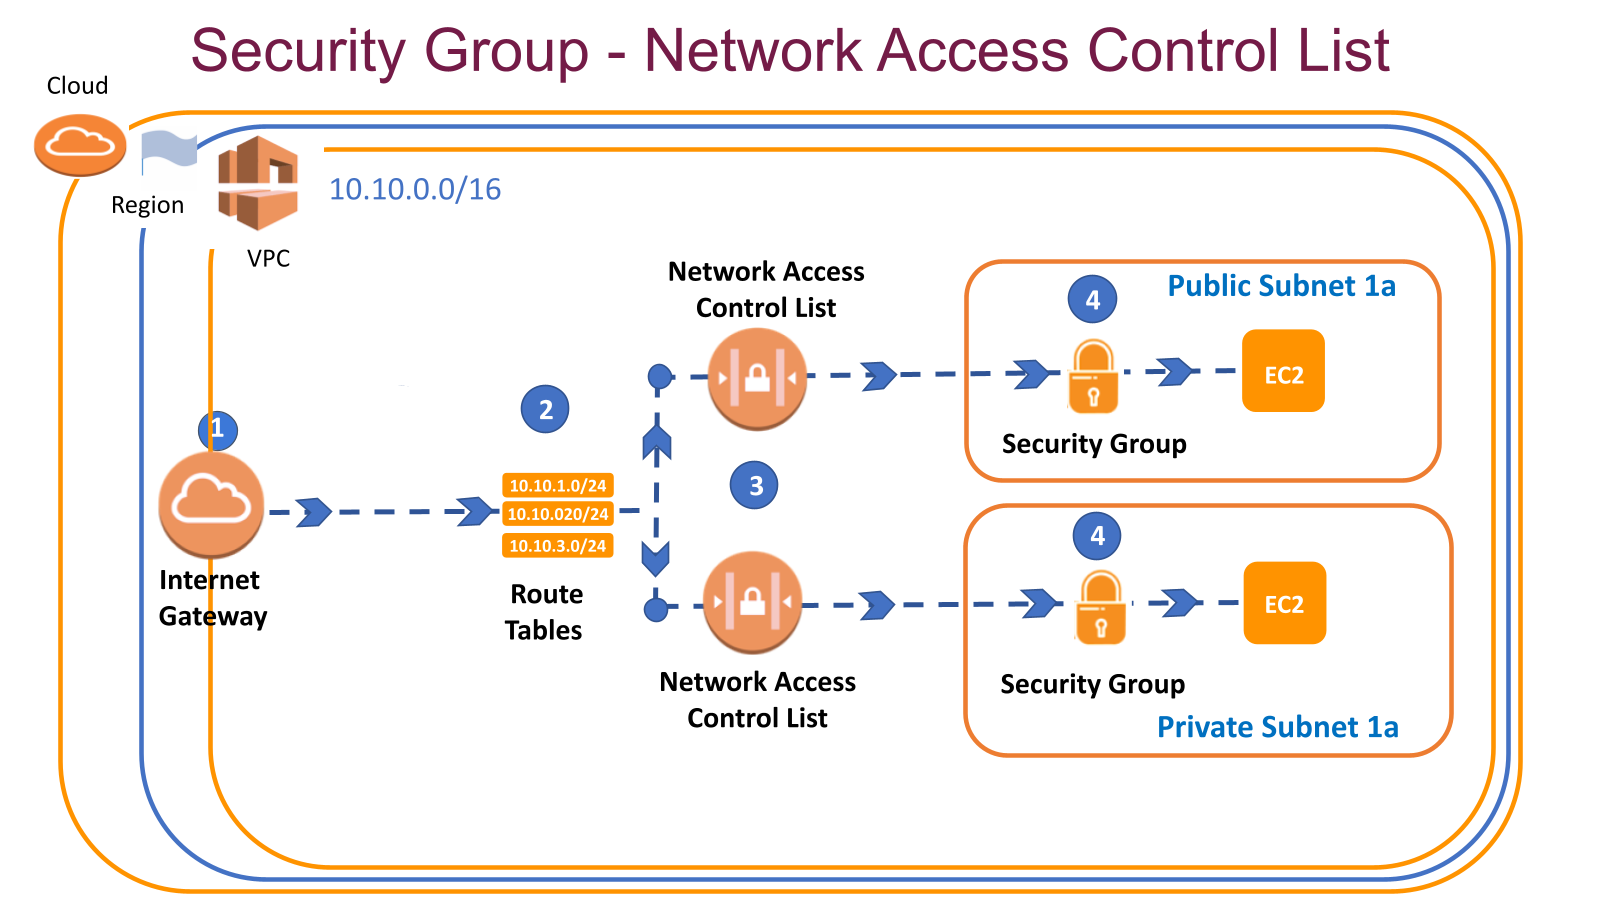 Security Group - Network Access Control List
Cloud
Region
VPC
10.10.0.0/16
Network Access
Control List
4
Public Subnet 1a
EC2
Security Group
1
2
3
10.10.1.0/24
10.10.020/24
10.10.3.0/24
Internet
Gateway
Route
Tables
4
EC2
Network Access
Control List
Security Group
Private Subnet 1a